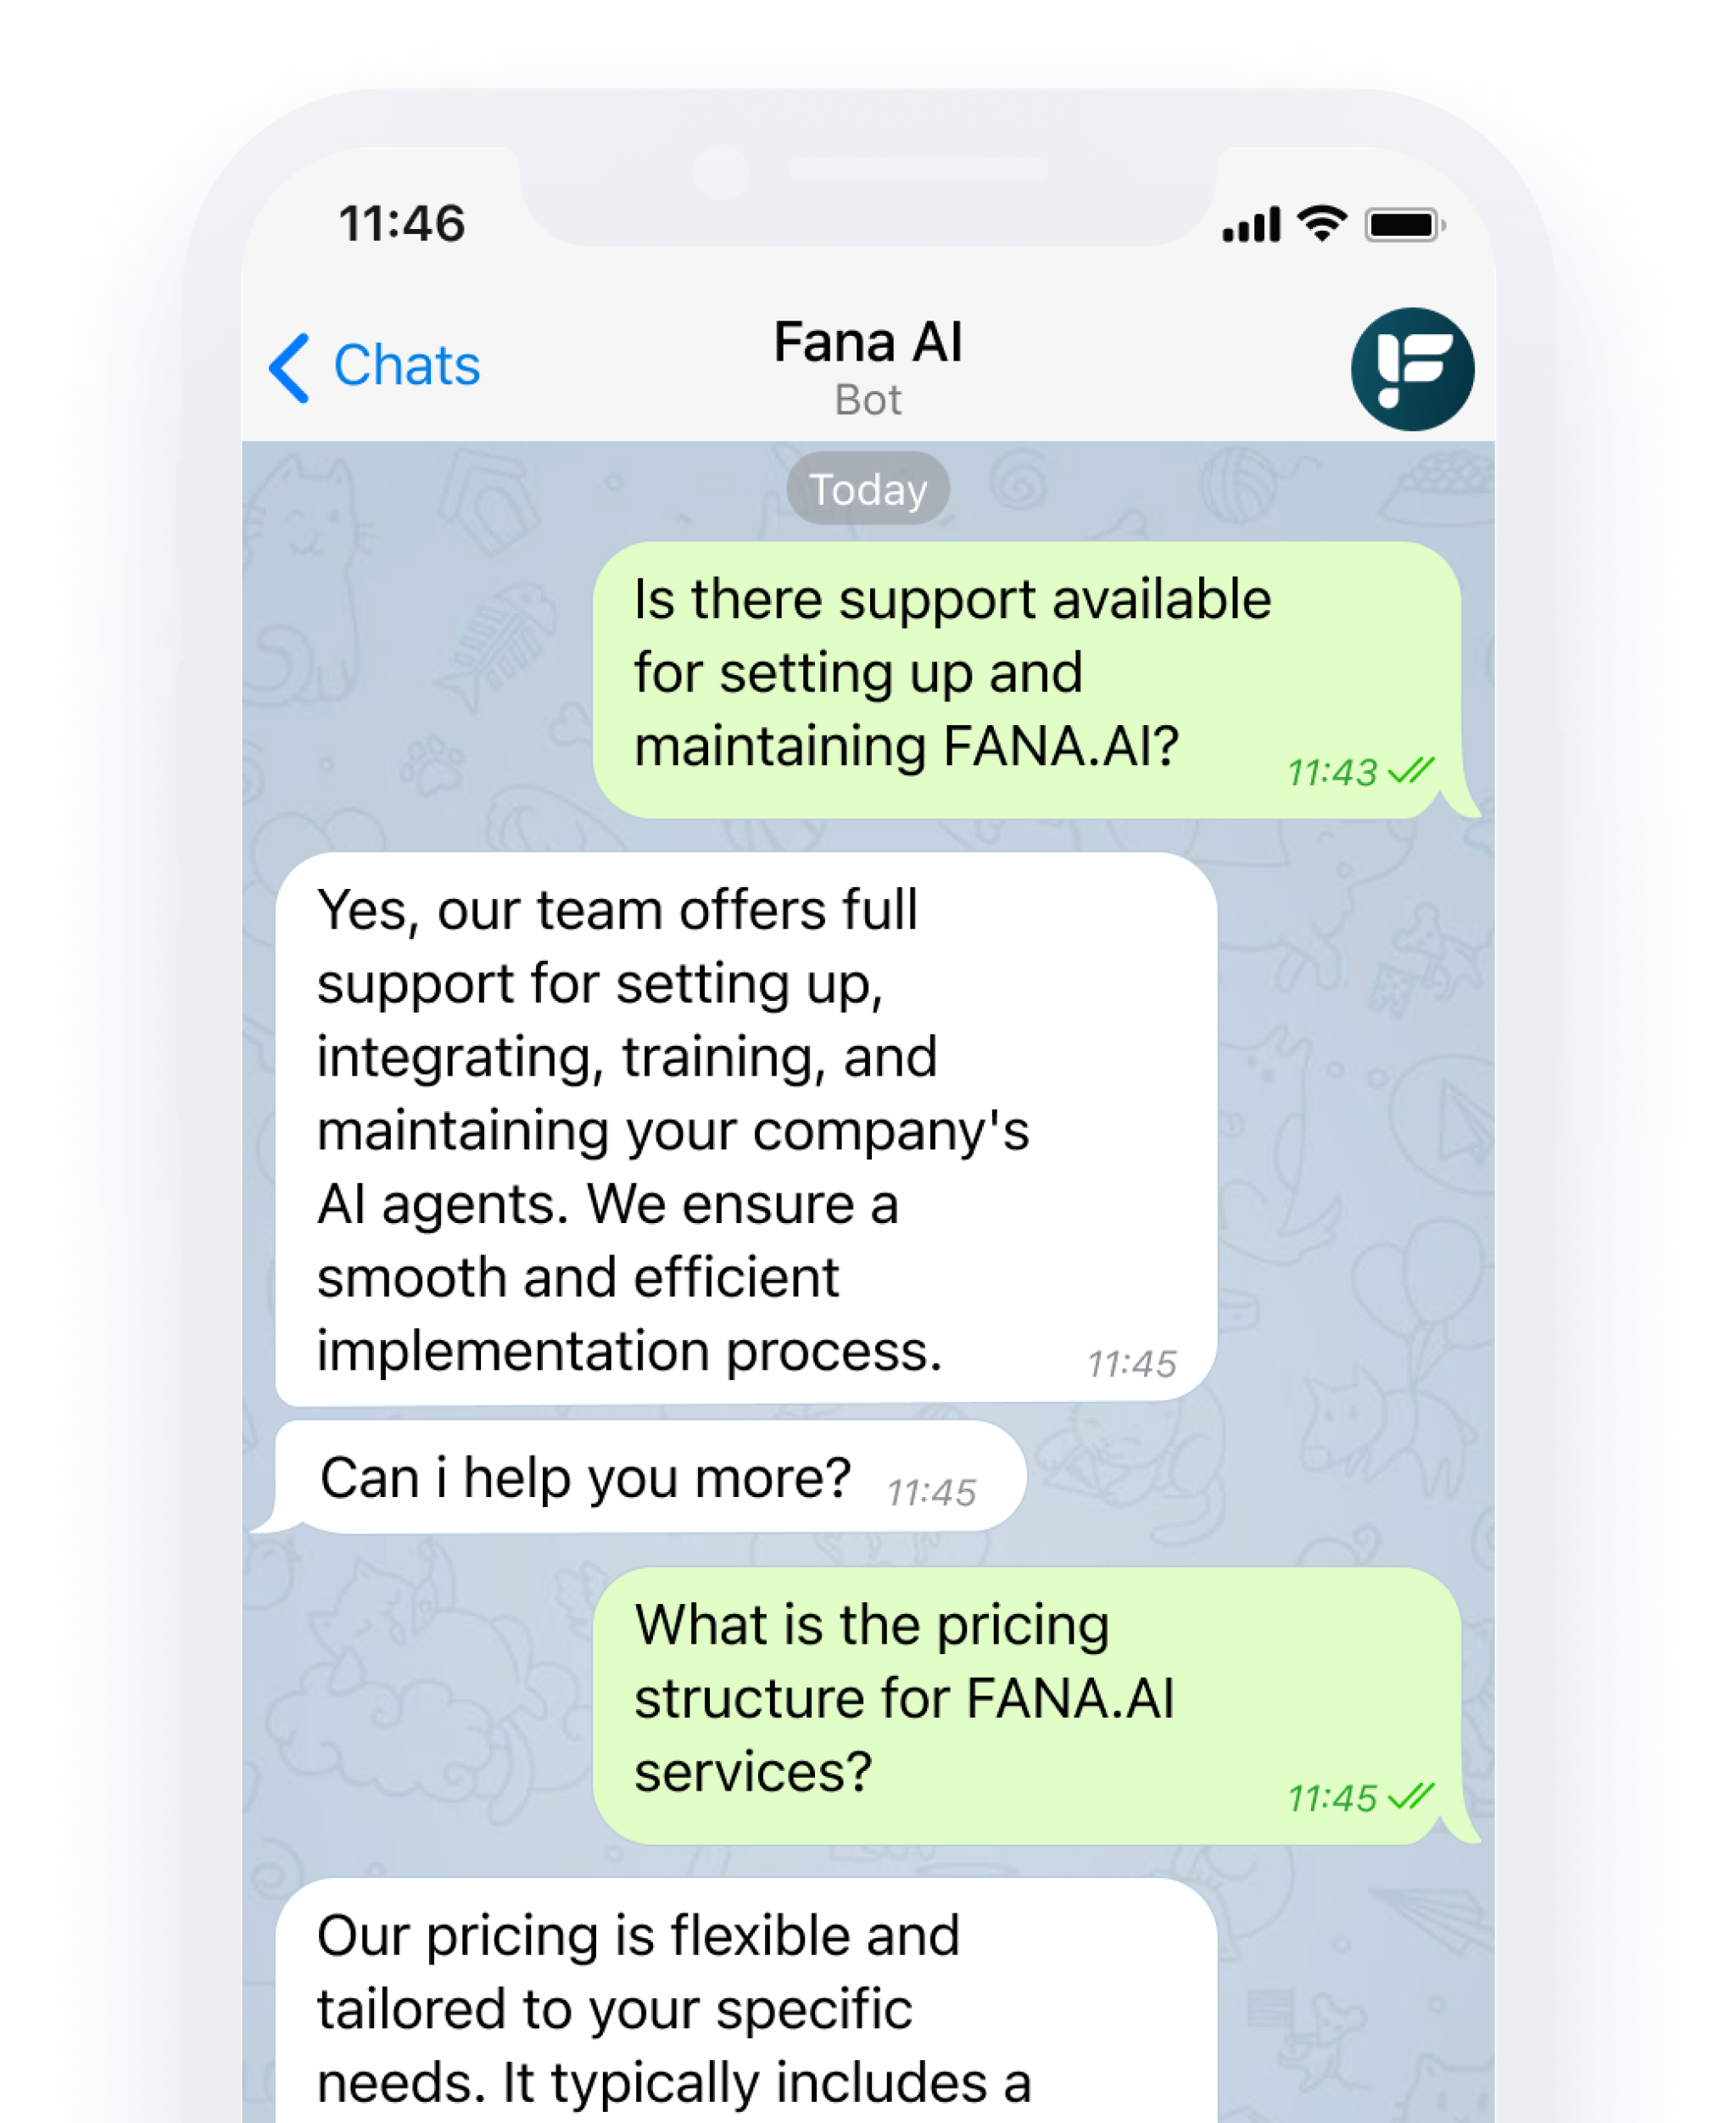 11:46
Chats
Fana AI
Bot
Today
Is there support available
for setting up and
maintaining FANA.AI?
11:43
Yes, our team offers full
support for setting up,
integrating, training, and
maintaining your company's
AI agents. We ensure a
smooth and efficient
implementation process.
11:45
Can i help you more?
11:45
What is the pricing
structure for FANA.AI
services?
11:45
Our pricing is flexible and
tailored to your specific
needs. It typically includes a